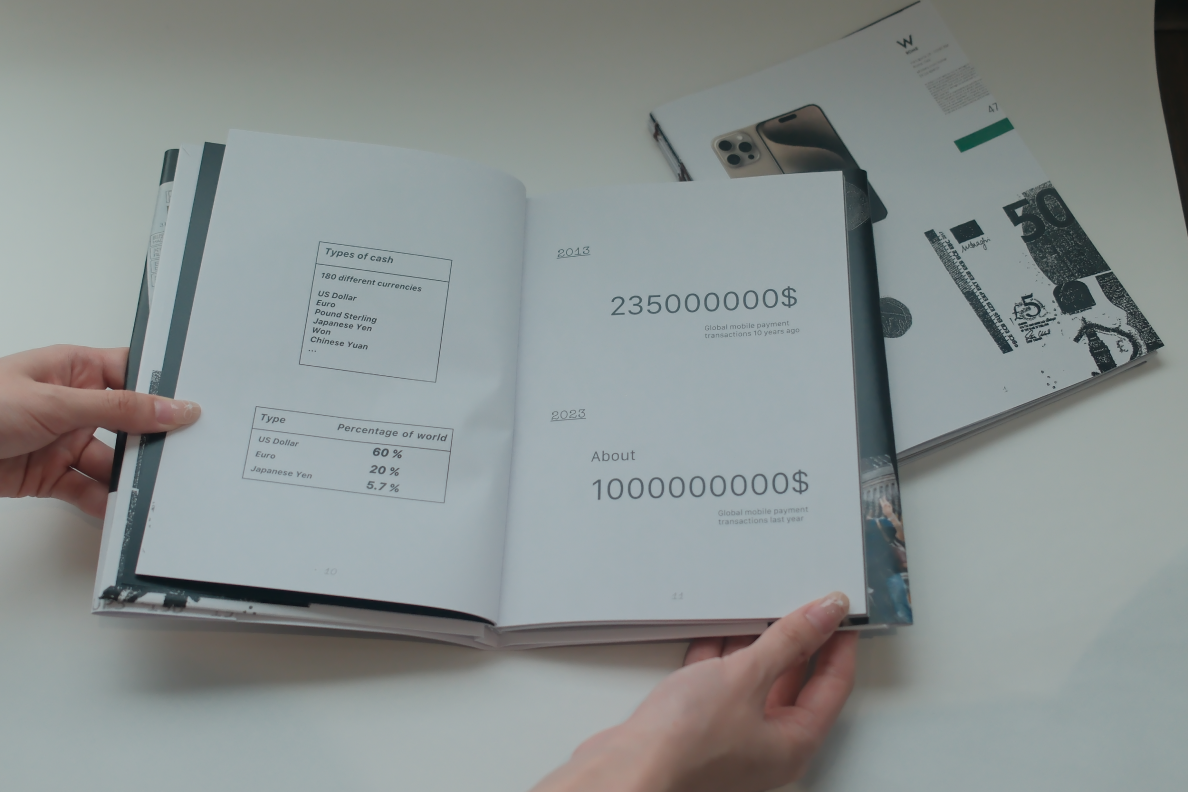 Types of cash
180 different currencies
US Dollar
Euro
Pound Sterling
Japanese Yen
Won
Chinese Yuan
...
Type Percentage of world
US Dollar 60 %
Euro 20 %
Japanese Yen 5.7 %
10
2013
235000000$
Global mobile payment
transactions 10 years ago
2023
About
1000000000$
Global mobile payment
transactions last year
11
W
47
50